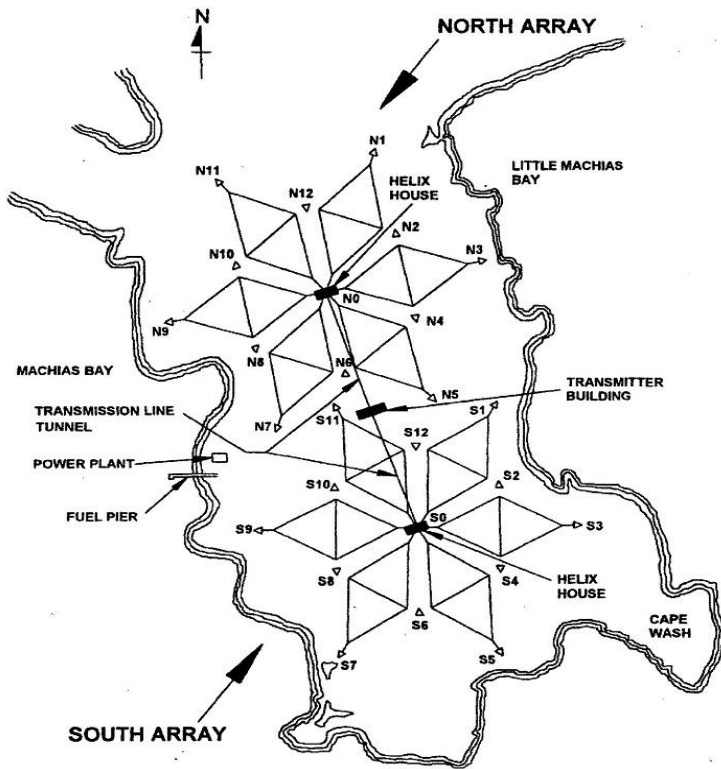 N
NORTH ARRAY
N1
N11
HELIX
HOUSE
LITTLE MACHIAS
BAY
N12
N2
N3
N10
N0
N4
N9
N8
N6
MACHIAS BAY
N5
TRANSMITTER
BUILDING
TRANSMISSION LINE
TUNNEL
N7
S11
S1
S12
POWER PLANT
S10
S2
FUEL PIER
S9
S0
S3
S8
S4
HELIX
HOUSE
S6
CAPE
WASH
S7
S5
SOUTH ARRAY